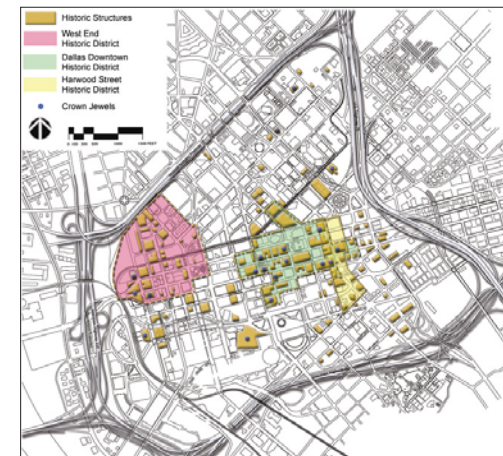 Historic Structures
West End
Historic District
Dallas Downtown
Historic District
Harwood Street
Historic District
Crown Jewels